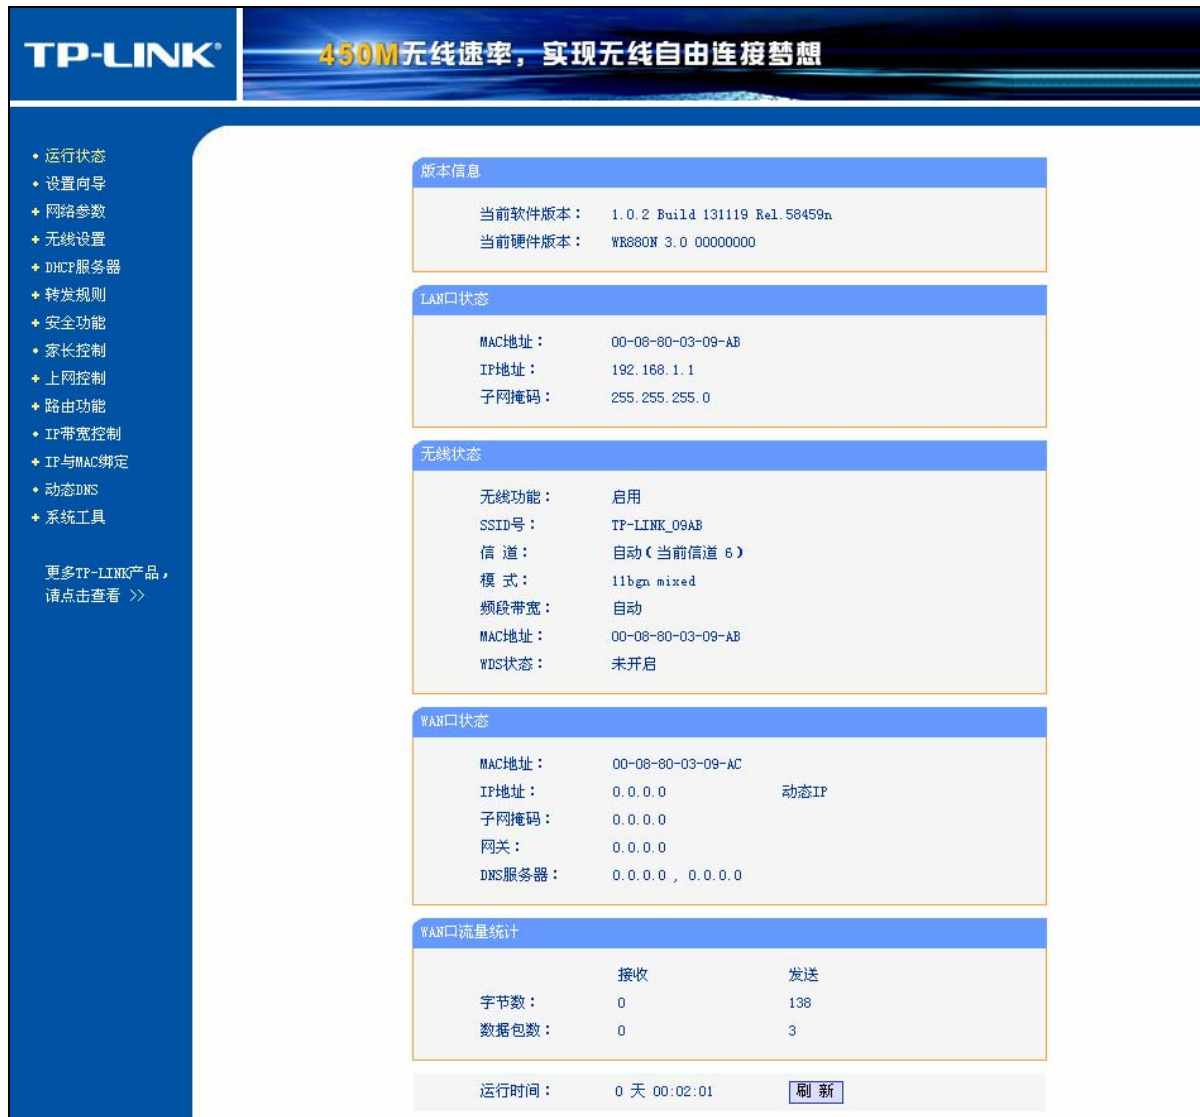 TP-LINK®
450M无线速率，实现无线自由连接梦想
运行状态
设置向导
网络参数
无线设置
DHCP服务器
转发规则
安全功能
家长控制
上网控制
路由功能
IP带宽控制
IP与MAC绑定
动态DNS
系统工具
更多TP-LINK产品，
请点击查看 >>
版本信息
当前软件版本： 1.0.2 Build 131119 Rel.58459n
当前硬件版本： WR880N 3.0 00000000
LAN口状态
MAC地址： 00-08-80-03-09-AB
IP地址： 192.168.1.1
子网掩码： 255.255.255.0
无线状态
无线功能： 启用
SSID号： TP-LINK_09AB
信 道： 自动（当前信道 6）
模 式： 11bgn mixed
频段带宽： 自动
MAC地址： 00-08-80-03-09-AB
WDS状态： 未开启
WAN口状态
MAC地址： 00-08-80-03-09-AC
IP地址： 0.0.0.0 动态IP
子网掩码： 0.0.0.0
网关： 0.0.0.0
DNS服务器： 0.0.0.0 , 0.0.0.0
WAN口流量统计
接收 发送
字节数： 0 138
数据包数： 0 3
运行时间： 0 天 00:02:01 刷 新